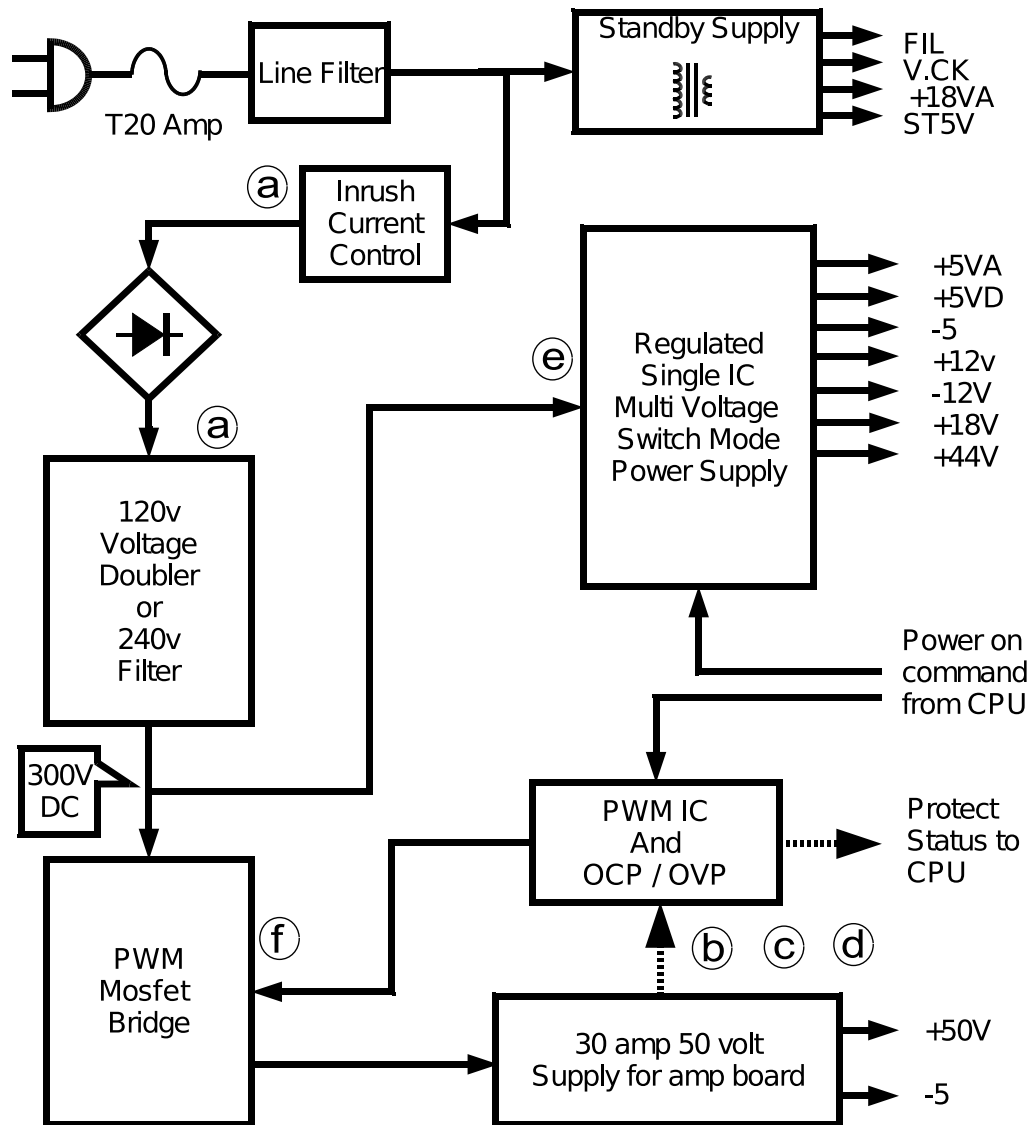 Standby Supply
FIL
V.CK
+18VA
ST5V
Line Filter
T20 Amp
a
Inrush
Current
Control
+5VA
+5VD
-5
+12v
-12V
+18V
+44V
e
Regulated
Single IC
Multi Voltage
Switch Mode
Power Supply
a
120v
Voltage
Doubler
or
240v
Filter
Power on
command
from CPU
300V
DC
PWM IC
And
OCP / OVP
Protect
Status to
CPU
f
b c d
PWM
Mosfet
Bridge
30 amp 50 volt
Supply for amp board
+50V
-5